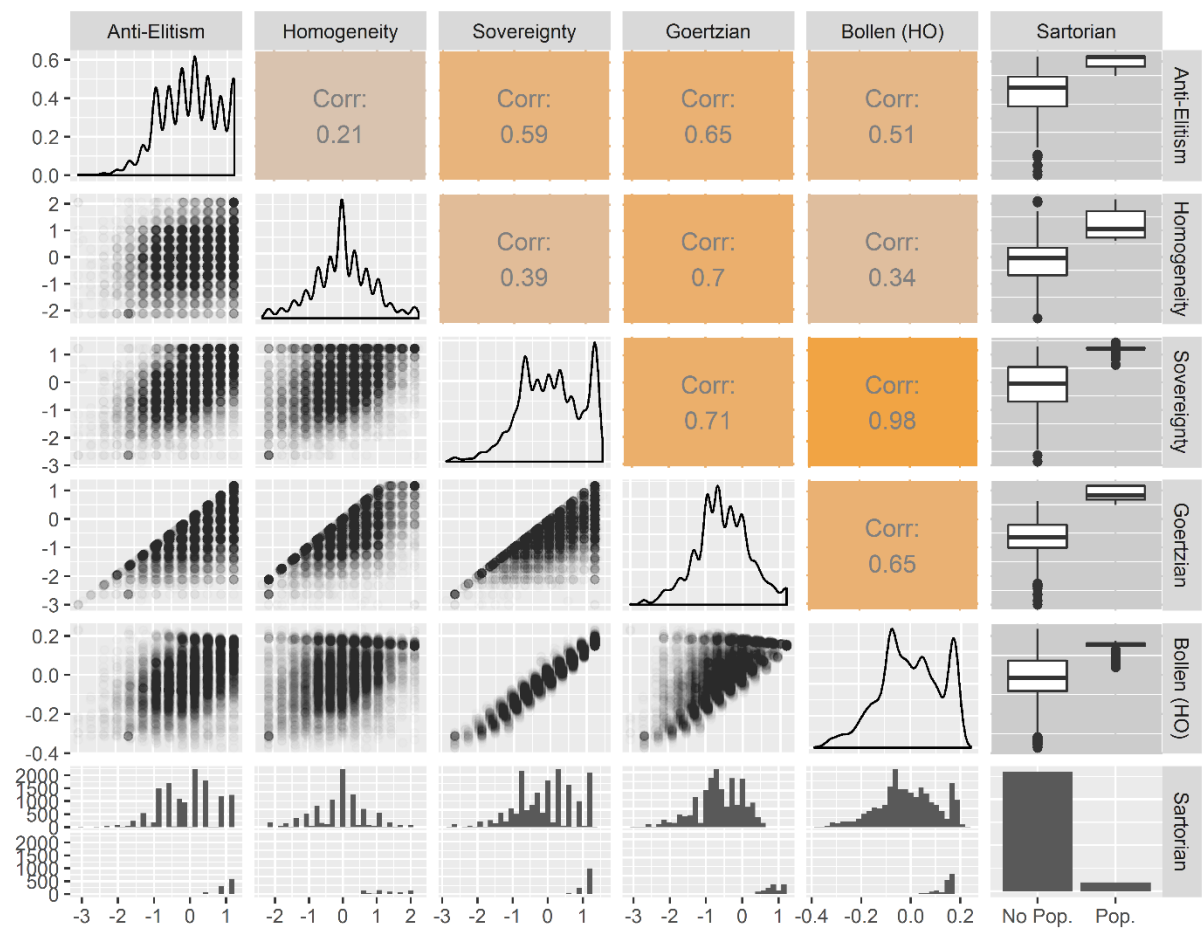 Anti-Elitism Homogeneity Sovereignty Goertzian Bollen (HO) Sartorian
0.6
0.4
0.2
0.0
Corr:
0.21
Corr:
0.59
Corr:
0.65
Corr:
0.51
Anti-Elitism
2
1
0
-1
-2
Corr:
0.39
Corr:
0.7
Corr:
0.34
Homogeneity
1
0
-1
-2
-3
Corr:
0.71
Corr:
0.98
Sovereignty
1
0
-1
-2
-3
Corr:
0.65
Goertzian
0.2
0.0
-0.2
-0.4
Bollen (HO)
2000
1500
1000
500
0
2000
1500
1000
500
0
Sartorian
-3 -2 -1 0 1 -2 -1 0 1 2 -3 -2 -1 0 1 -3 -2 -1 0 1 -0.4 -0.2 0.0 0.2 No Pop. Pop.